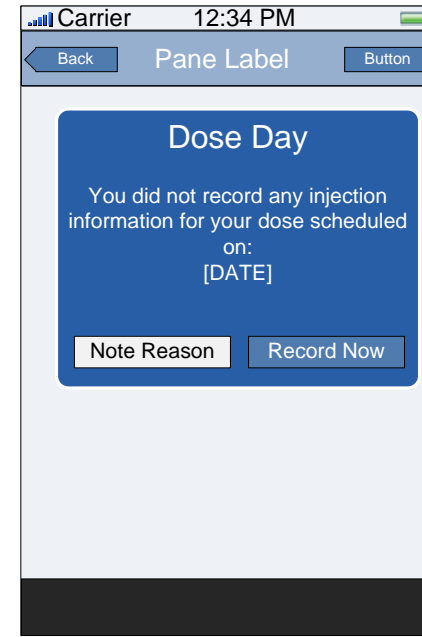 Carrier 12:34 PM
Back Pane Label Button
Dose Day
You did not record any injection
information for your dose scheduled
on:
[DATE]
Note Reason Record Now